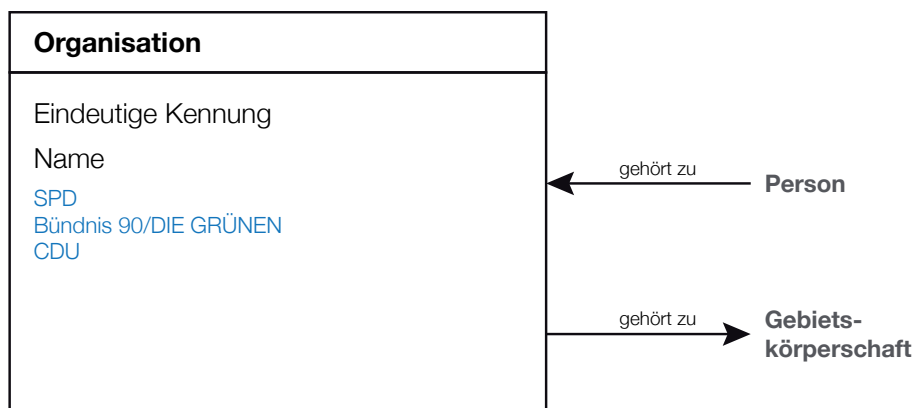 Organisation
Eindeutige Kennung
Name
SPD
Bündnis 90/DIE GRÜNEN
CDU
gehört zu
Person
gehört zu
Gebiets-
körperschaft